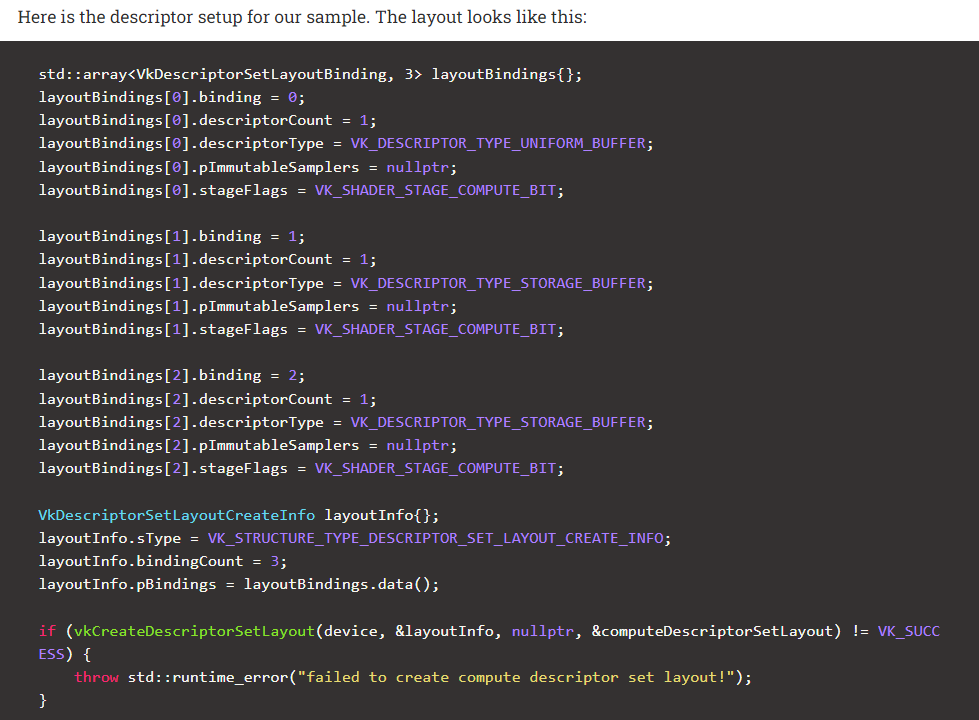 Here is the descriptor setup for our sample. The layout looks like this:
std::array<VkDescriptorSetLayoutBinding, 3> layoutBindings{};
layoutBindings[0].binding = 0;
layoutBindings[0].descriptorCount = 1;
layoutBindings[0].descriptorType = VK_DESCRIPTOR_TYPE_UNIFORM_BUFFER;
layoutBindings[0].pImmutableSamplers = nullptr;
layoutBindings[0].stageFlags = VK_SHADER_STAGE_COMPUTE_BIT;
layoutBindings[1].binding = 1;
layoutBindings[1].descriptorCount = 1;
layoutBindings[1].descriptorType = VK_DESCRIPTOR_TYPE_STORAGE_BUFFER;
layoutBindings[1].pImmutableSamplers = nullptr;
layoutBindings[1].stageFlags = VK_SHADER_STAGE_COMPUTE_BIT;
layoutBindings[2].binding = 2;
layoutBindings[2].descriptorCount = 1;
layoutBindings[2].descriptorType = VK_DESCRIPTOR_TYPE_STORAGE_BUFFER;
layoutBindings[2].pImmutableSamplers = nullptr;
layoutBindings[2].stageFlags = VK_SHADER_STAGE_COMPUTE_BIT;
VkDescriptorSetLayoutCreateInfo layoutInfo{};
layoutInfo.sType = VK_STRUCTURE_TYPE_DESCRIPTOR_SET_LAYOUT_CREATE_INFO;
layoutInfo.bindingCount = 3;
layoutInfo.pBindings = layoutBindings.data();
if (vkCreateDescriptorSetLayout(device, &layoutInfo, nullptr, &computeDescriptorSetLayout) != VK_SUCC
ESS) {
    throw std::runtime_error("failed to create compute descriptor set layout!");
}